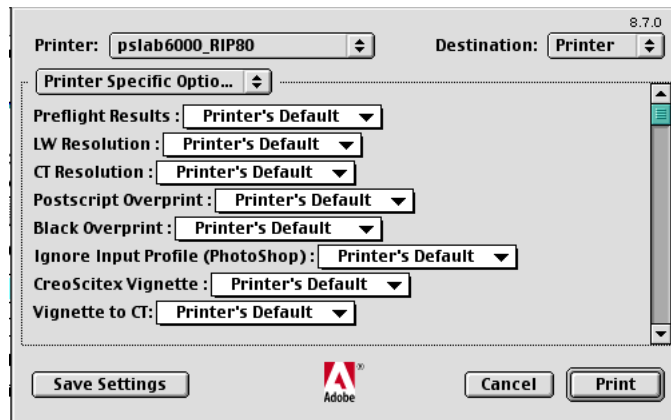 8.7.0
Printer: pslab6000_RIP80 Destination: Printer
Printer Specific Optio...
Preflight Results : Printer's Default
LW Resolution : Printer's Default
CT Resolution : Printer's Default
Postscript Overprint : Printer's Default
Black Overprint : Printer's Default
Ignore Input Profile (PhotoShop) : Printer's Default
CreoScitex Vignette : Printer's Default
Vignette to CT: Printer's Default
Save Settings Adobe® Cancel Print